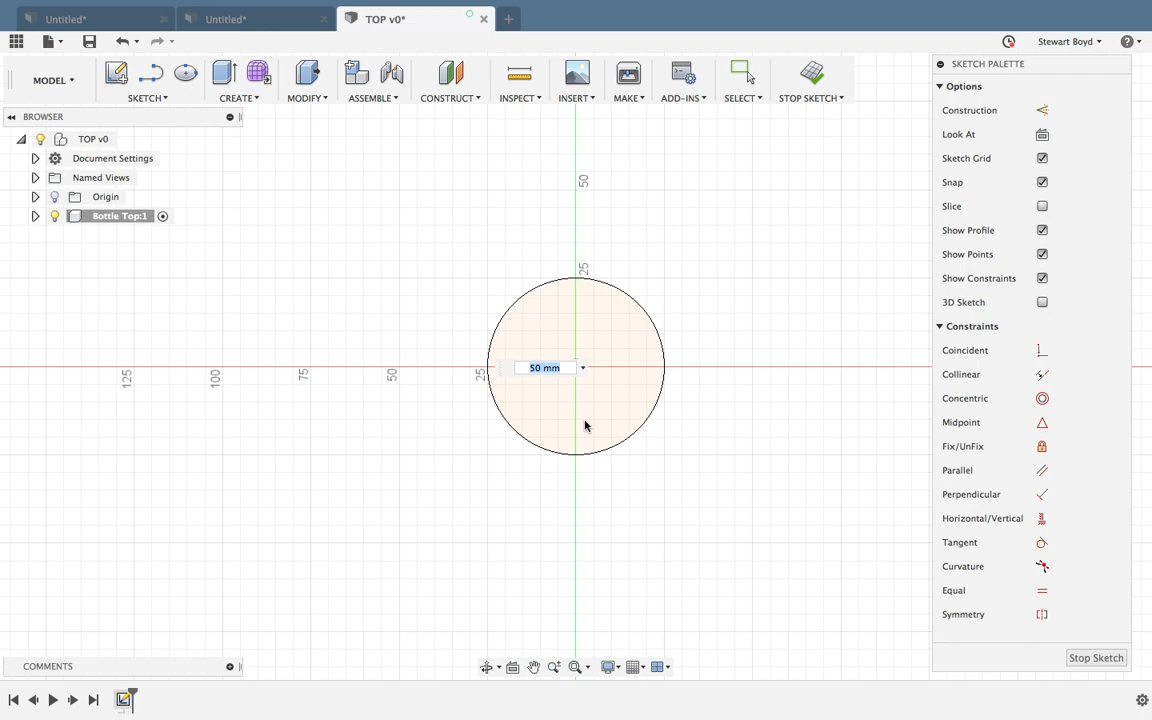 Untitled*
Untitled*
TOP v0*
Stewart Boyd
MODEL
SKETCH
CREATE
MODIFY
ASSEMBLE
CONSTRUCT
INSPECT
INSERT
MAKE
ADD-INS
SELECT
STOP SKETCH
BROWSER
TOP v0
Document Settings
Named Views
Origin
Bottle Top:1
50
25
125
100
75
50
25
50 mm
SKETCH PALETTE
Options
Construction
Look At
Sketch Grid
Snap
Slice
Show Profile
Show Points
Show Constraints
3D Sketch
Constraints
Coincident
Collinear
Concentric
Midpoint
Fix/UnFix
Parallel
Perpendicular
Horizontal/Vertical
Tangent
Curvature
Equal
Symmetry
Stop Sketch
COMMENTS